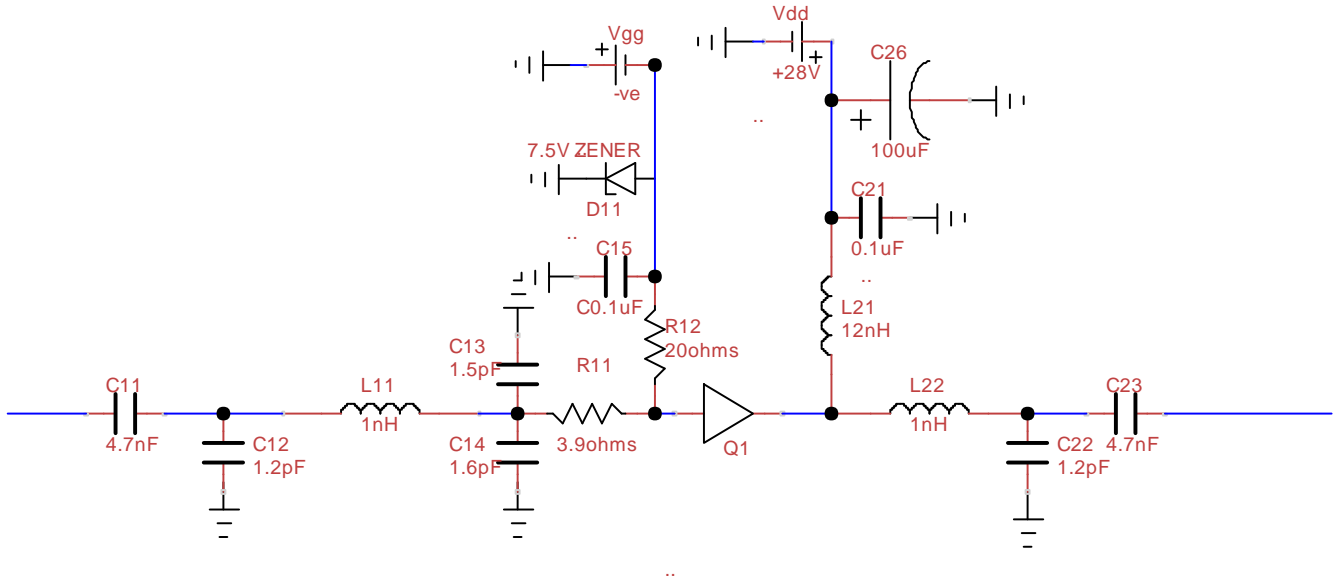 Vdd
Vgg
C26
+28V
-ve
..
100uF
7.5V ZENER
C21
D11
0.1uF
..
C15
..
C0.1uF
L21
12nH
R12
20ohms
C13
1.5pF
R11
C11
L11
L22
C23
4.7nF
1nH
C12
1.2pF
C14
1.6pF
3.9ohms
Q1
1nH
C22
1.2pF
4.7nF
..